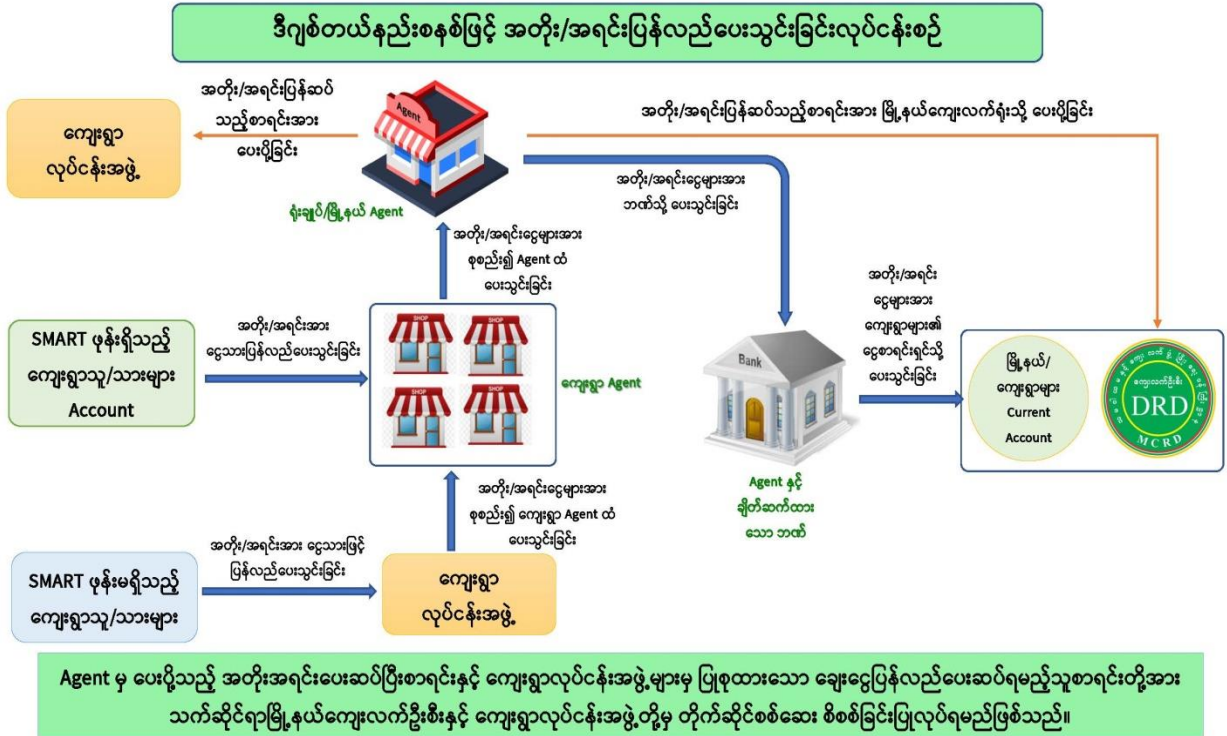 ဒီဂျစ်တယ်နည်းစနစ်ဖြင့် အတိုး/အရင်းပြန်လည်ပေးသွင်းခြင်းလုပ်ငန်းစဉ်
ကျေးရွာ
လုပ်ငန်းအဖွဲ့
အတိုး/အရင်းပြန်ဆပ်
သည့်စာရင်းအား
ပေးပို့ခြင်း
Agent
ရုံးချုပ်/မြို့နယ် Agent
အတိုး/အရင်းပြန်ဆပ်သည့်စာရင်းအား မြို့နယ်ကျေးလက်ရုံးသို့ ပေးပို့ခြင်း
အတိုး/အရင်းငွေများအား
ဘဏ်သို့ ပေးသွင်းခြင်း
အတိုး/အရင်းငွေများအား
စုစည်း၍ Agent ထံ
ပေးသွင်းခြင်း
SMART ဖုန်းရှိသည့်
ကျေးရွာသူ/သားများ
Account
အတိုး/အရင်းအား
ငွေသားပြန်လည်ပေးသွင်းခြင်း
SHOP
SHOP
SHOP
SHOP
ကျေးရွာ Agent
Bank
Agent နှင့်
ချိတ်ဆက်ထား
သော ဘဏ်
အတိုး/အရင်း
ငွေများအား
ကျေးရွာများ၏
ငွေစာရင်းရှင်သို့
ပေးသွင်းခြင်း
မြို့နယ်/
ကျေးရွာများ
Current
Account
ကျေးလက်ဦးစီး
DRD
MCRD
အတိုး/အရင်းငွေများအား
စုစည်း၍ ကျေးရွာ Agent ထံ
ပေးသွင်းခြင်း
SMART ဖုန်းမရှိသည့်
ကျေးရွာသူ/သားများ
အတိုး/အရင်းအား ငွေသားဖြင့်
ပြန်လည်ပေးသွင်းခြင်း
ကျေးရွာ
လုပ်ငန်းအဖွဲ့
Agent မှ ပေးပို့သည့် အတိုးအရင်းပေးဆပ်ပြီးစာရင်းနှင့် ကျေးရွာလုပ်ငန်းအဖွဲ့များမှ ပြုစုထားသော ချေးငွေပြန်လည်ပေးဆပ်ရမည့်သူစာရင်းတို့အား
သက်ဆိုင်ရာမြို့နယ်ကျေးလက်ဦးစီးနှင့် ကျေးရွာလုပ်ငန်းအဖွဲ့တို့မှ တိုက်ဆိုင်စစ်ဆေး စိစစ်ခြင်းပြုလုပ်ရမည်ဖြစ်သည်။